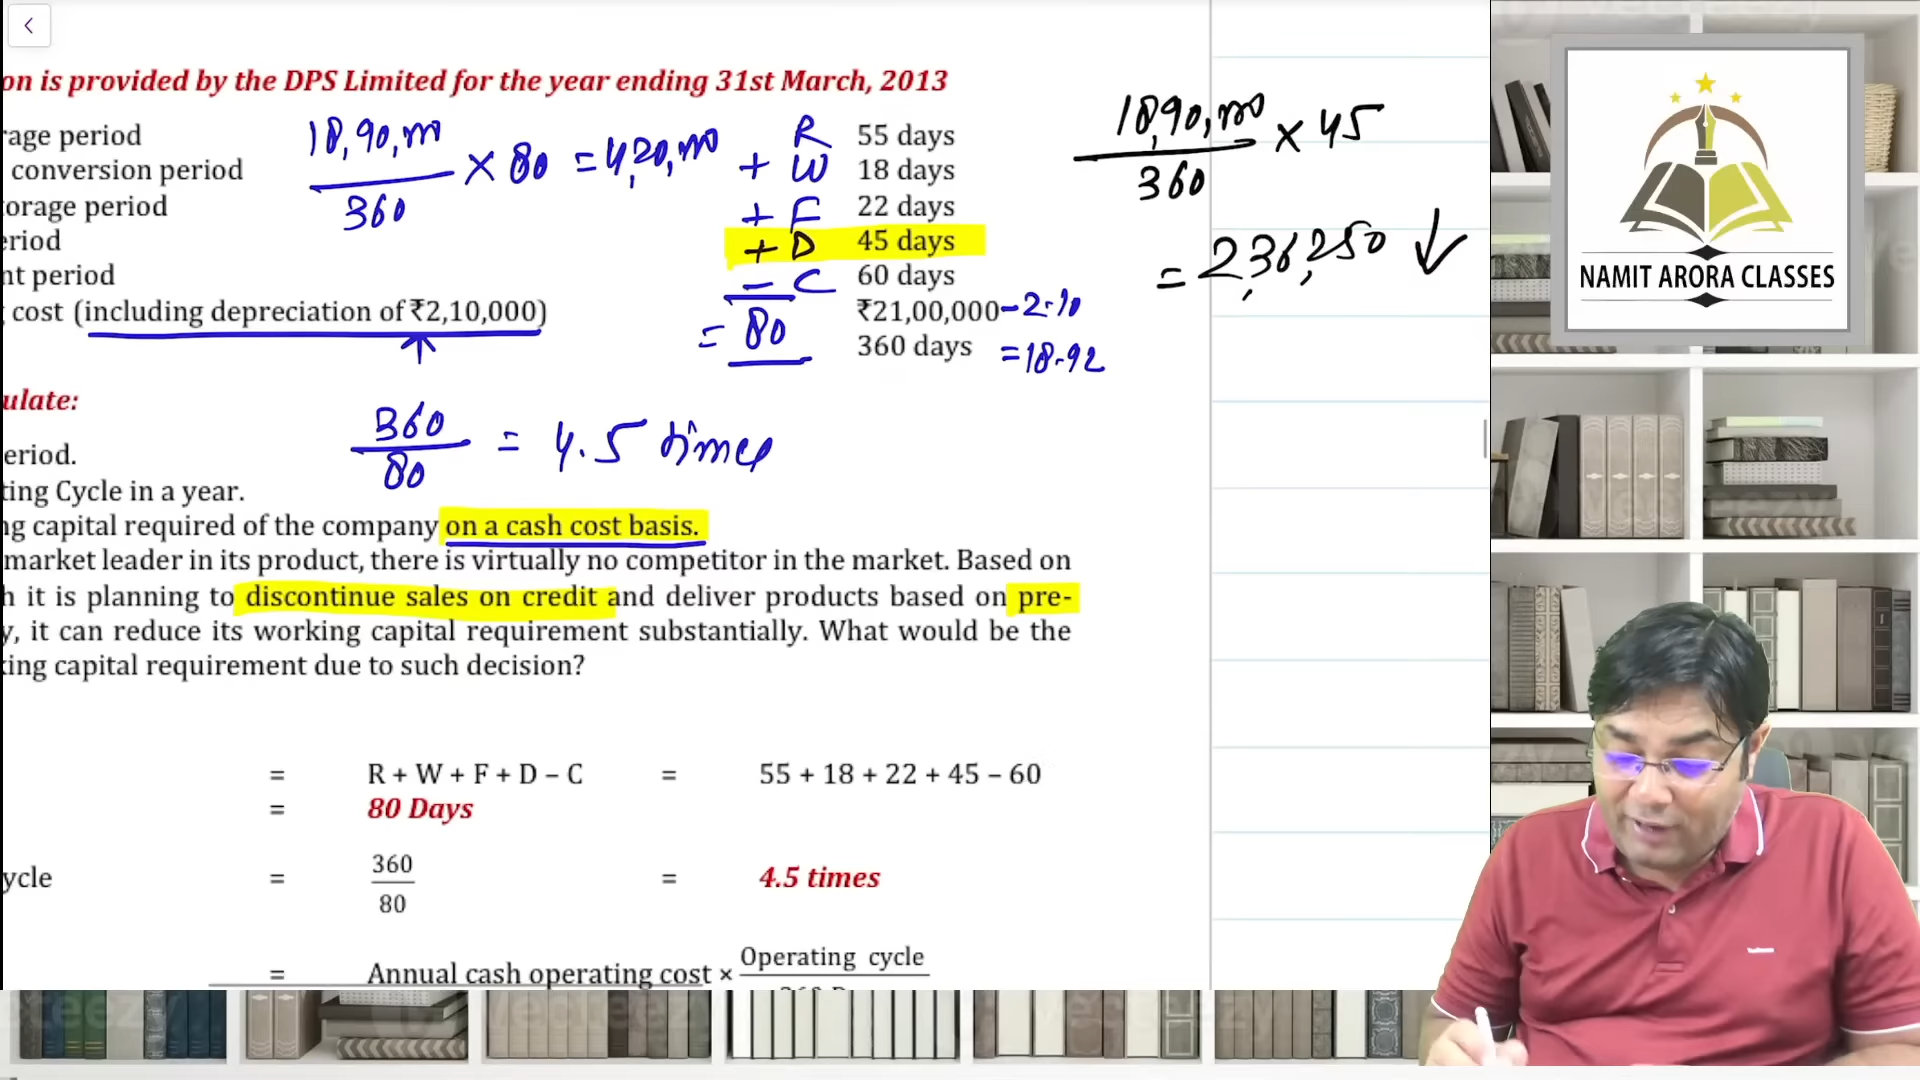 on is provided by the DPS Limited for the year ending 31st March, 2013
rage period 55 days
conversion period 18 days
orage period 22 days
eriod 45 days
nt period 60 days
cost (including depreciation of ₹2,10,000) ₹21,00,000
360 days
18,90,000 / 360 × 80 = 4,20,000
R
+ W
+ F
+ D
- C
= 80
-2.10
=18.92
18,90,000 / 360 × 45
= 2,36,250 ↓
ulate:
360 / 80 = 4.5 times
eriod.
ting Cycle in a year.
ng capital required of the company on a cash cost basis.
market leader in its product, there is virtually no competitor in the market. Based on
h it is planning to discontinue sales on credit and deliver products based on pre-
y, it can reduce its working capital requirement substantially. What would be the
king capital requirement due to such decision?
= R + W + F + D – C = 55 + 18 + 22 + 45 – 60
= 80 Days
ycle = 360 / 80 = 4.5 times
= Annual cash operating cost × Operating cycle
NAMIT ARORA CLASSES